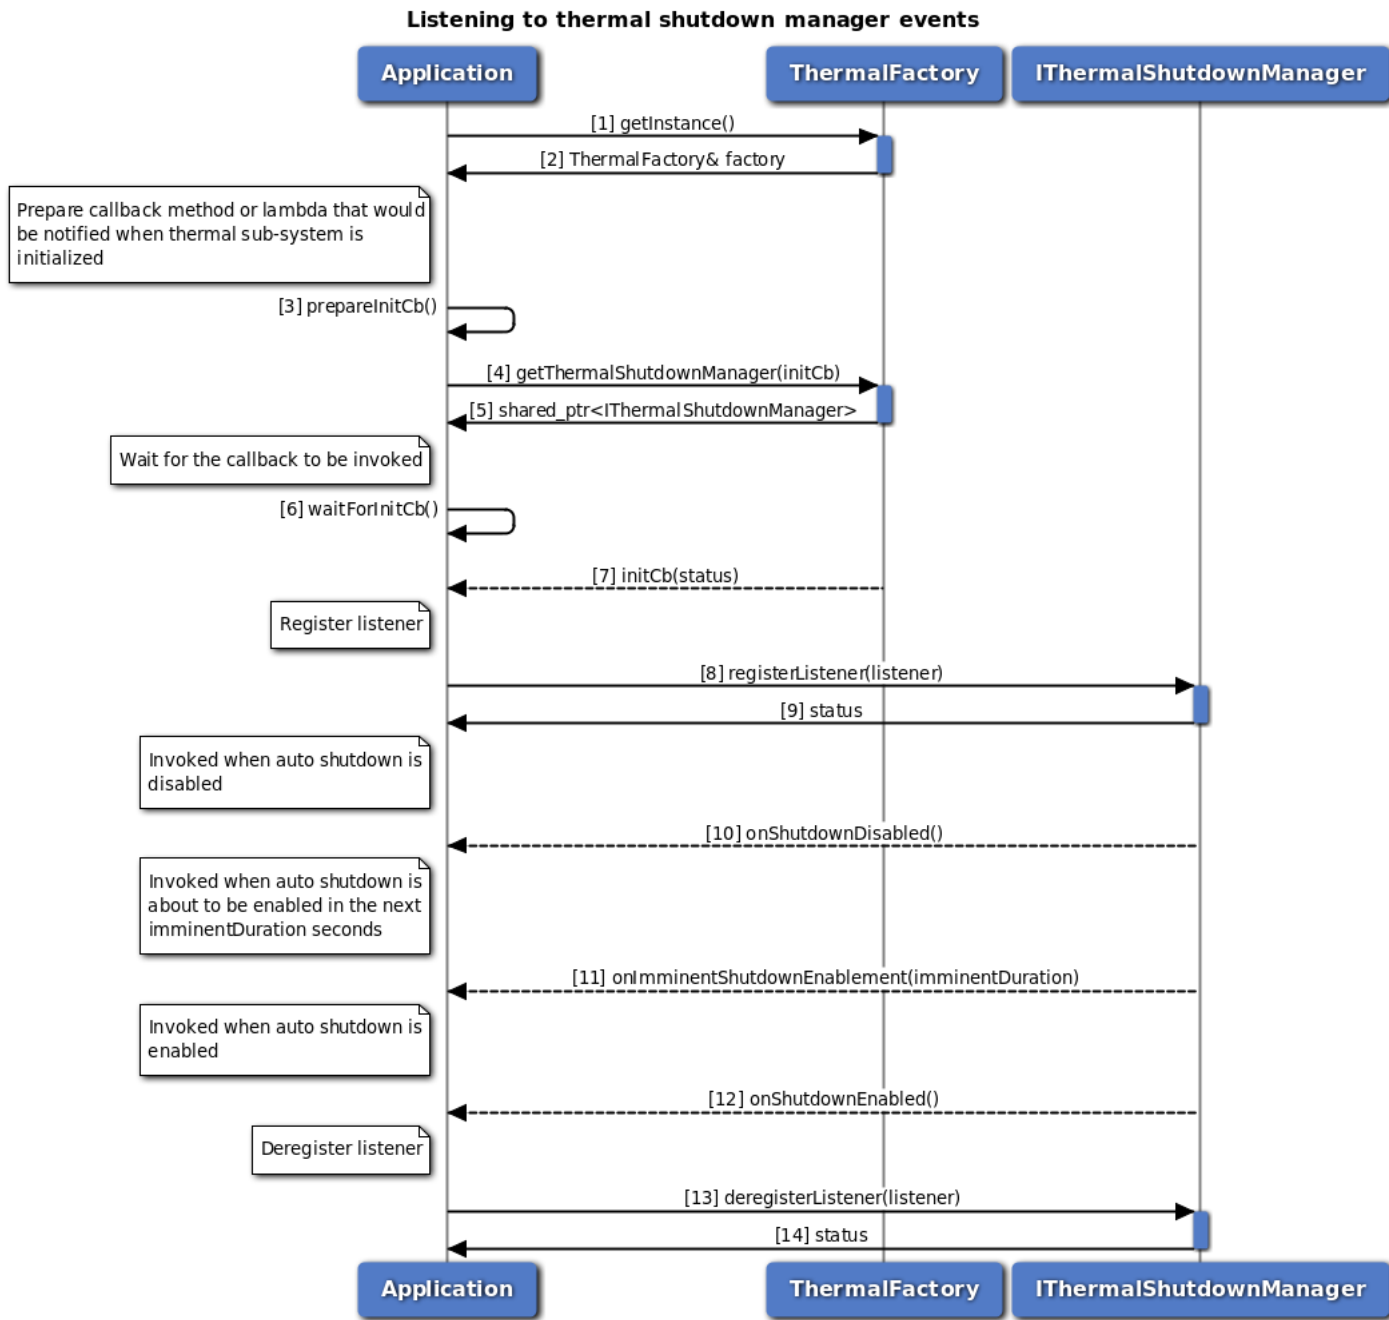 Listening to thermal shutdown manager events
Application
ThermalFactory
IThermalShutdownManager
[1] getInstance()
[2] ThermalFactory& factory
Prepare callback method or lambda that would
be notified when thermal sub-system is
initialized
[3] prepareInitCb()
[4] getThermalShutdownManager(initCb)
[5] shared_ptr<IThermalShutdownManager>
Wait for the callback to be invoked
[6] waitForInitCb()
[7] initCb(status)
Register listener
[8] registerListener(listener)
[9] status
Invoked when auto shutdown is
disabled
[10] onShutdownDisabled()
Invoked when auto shutdown is
about to be enabled in the next
imminentDuration seconds
[11] onImminentShutdownEnablement(imminentDuration)
Invoked when auto shutdown is
enabled
[12] onShutdownEnabled()
Deregister listener
[13] deregisterListener(listener)
[14] status
Application
ThermalFactory
IThermalShutdownManager